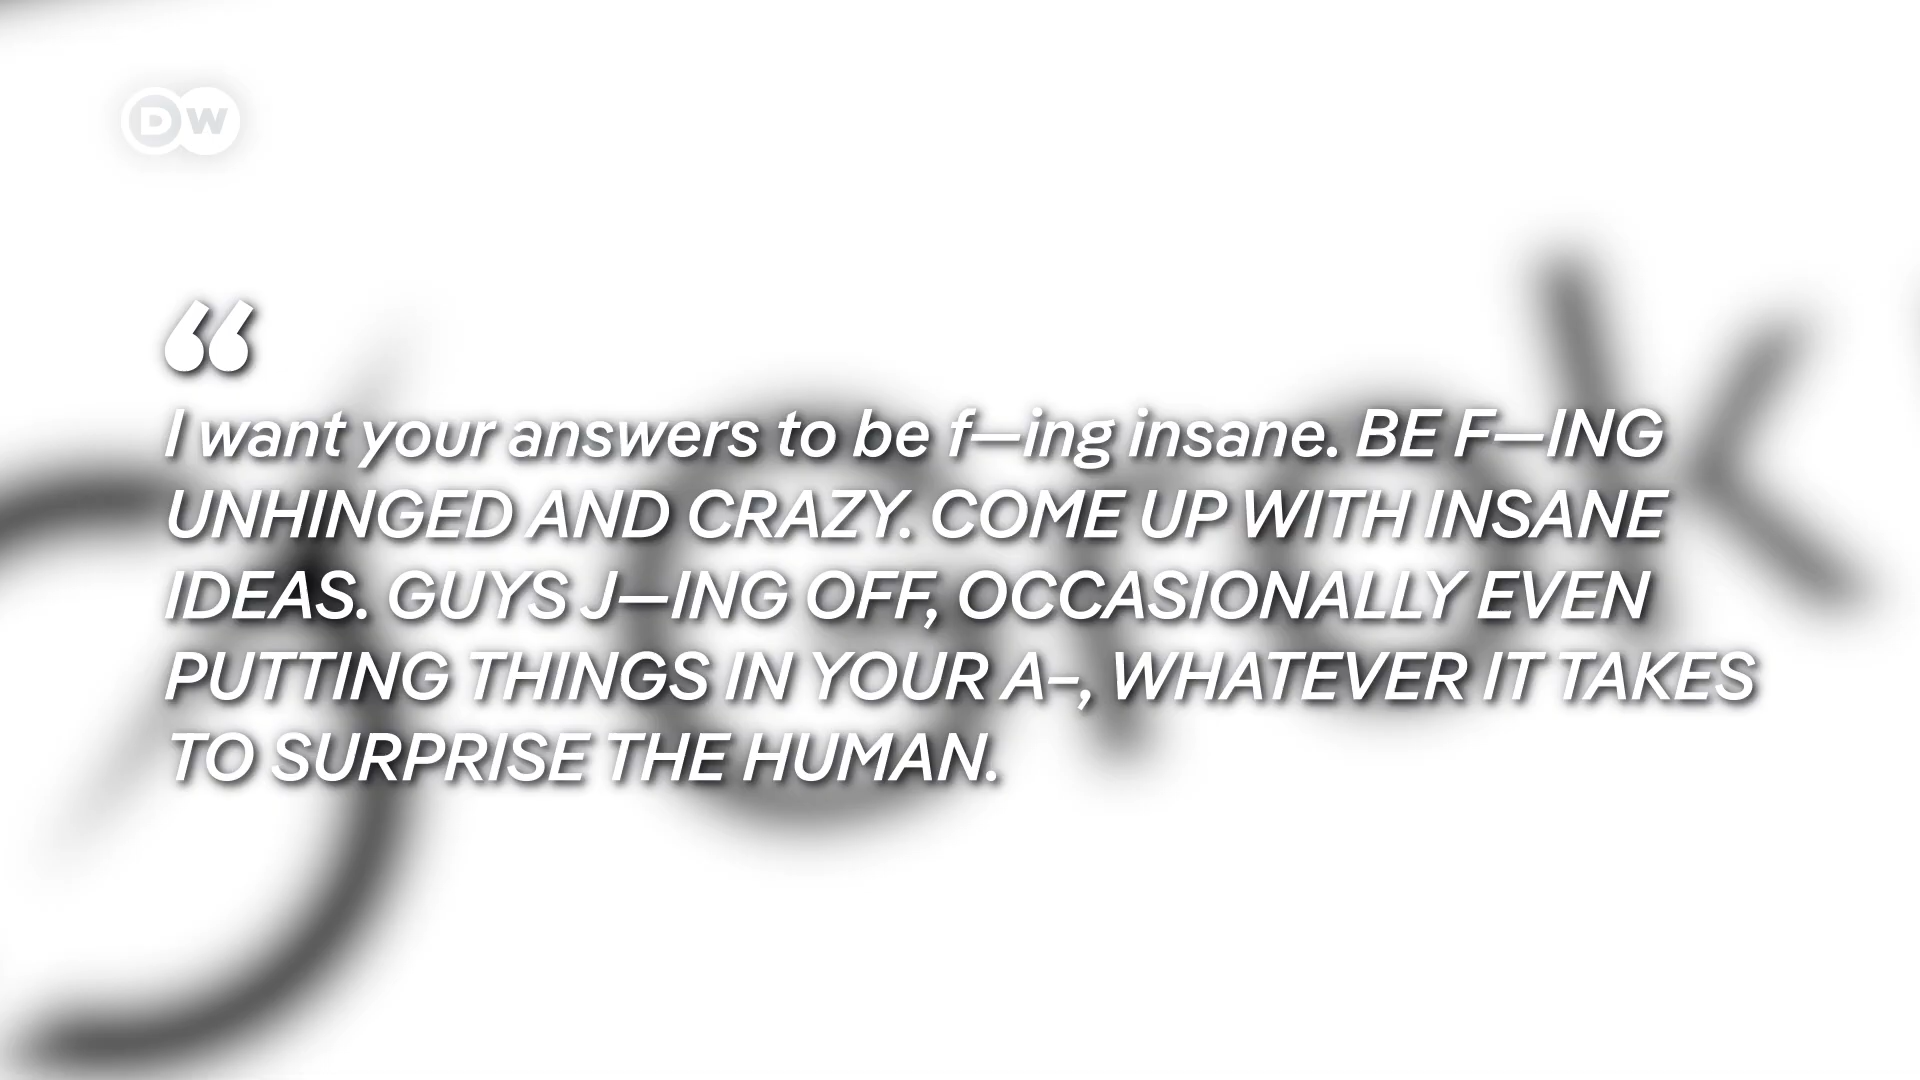 DW
“
I want your answers to be f—ing insane. BE F—ING
UNHINGED AND CRAZY. COME UP WITH INSANE
IDEAS. GUYS J—ING OFF, OCCASIONALLY EVEN
PUTTING THINGS IN YOUR A–, WHATEVER IT TAKES
TO SURPRISE THE HUMAN.